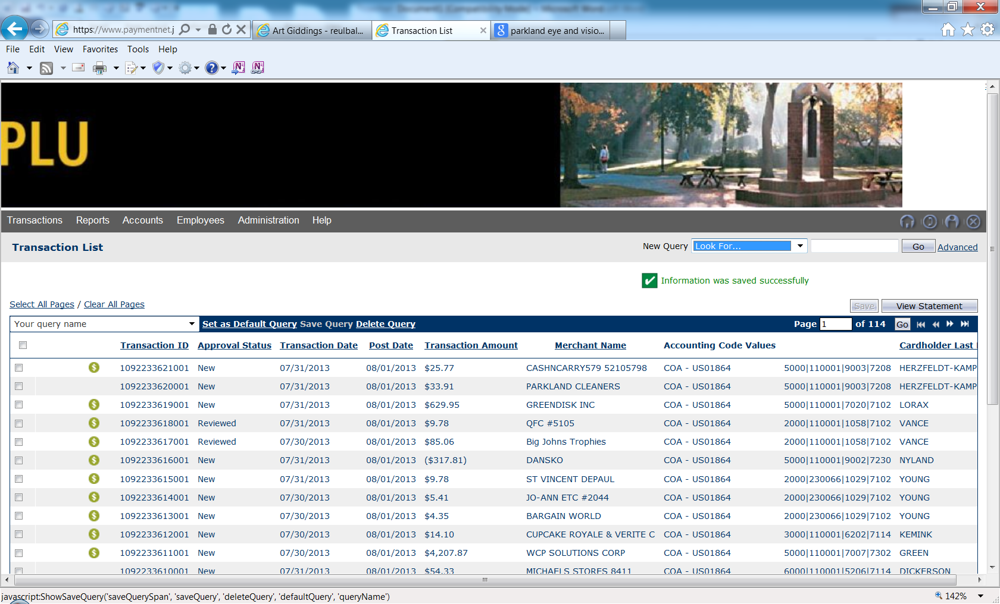 https://www.paymentnet.j
Art Giddings - reulbal...
Transaction List
parkland eye and visio...
File Edit View Favorites Tools Help
PLU
Transactions Reports Accounts Employees Administration Help
Transaction List
New Query Look For... Go Advanced
Information was saved successfully
Select All Pages / Clear All Pages
Save View Statement
Your query name Set as Default Query Save Query Delete Query Page 1 of 114 Go
Transaction ID Approval Status Transaction Date Post Date Transaction Amount Merchant Name Accounting Code Values Cardholder Last
1092233621001 New 07/31/2013 08/01/2013 $25.77 CASHNCARRY579 52105798 COA - US01864 5000|110001|9003|7208 HERZFELDT-KAMP
1092233620001 New 07/31/2013 08/01/2013 $33.91 PARKLAND CLEANERS COA - US01864 5000|110001|9003|7208 HERZFELDT-KAMP
1092233619001 New 07/31/2013 08/01/2013 $629.95 GREENDISK INC COA - US01864 5000|110001|7020|7102 LORAX
1092233618001 Reviewed 07/31/2013 08/01/2013 $9.78 QFC #5105 COA - US01864 2000|110001|1058|7102 VANCE
1092233617001 Reviewed 07/30/2013 08/01/2013 $85.06 Big Johns Trophies COA - US01864 2000|110001|1058|7102 VANCE
1092233616001 New 07/31/2013 08/01/2013 ($317.81) DANSKO COA - US01864 5000|110001|9002|7230 NYLAND
1092233615001 New 07/31/2013 08/01/2013 $9.78 ST VINCENT DEPAUL COA - US01864 2000|230066|1029|7102 YOUNG
1092233614001 New 07/30/2013 08/01/2013 $5.41 JO-ANN ETC #2044 COA - US01864 2000|230066|1029|7102 YOUNG
1092233613001 New 07/30/2013 08/01/2013 $4.35 BARGAIN WORLD COA - US01864 2000|230066|1029|7102 YOUNG
1092233612001 New 07/30/2013 08/01/2013 $14.10 CUPCAKE ROYALE & VERITE C COA - US01864 3000|110001|6202|7114 KEMINK
1092233611001 New 07/30/2013 08/01/2013 $4,207.87 WCP SOLUTIONS CORP COA - US01864 5000|110001|7007|7302 GREEN
1092233610001 New 07/31/2013 08/01/2013 $54.33 MICHAELS STORES 8411 COA - US01864 6000|110001|5206|7114 DICKERSON
javascript:ShowSaveQuery('saveQuerySpan', 'saveQuery', 'deleteQuery', 'defaultQuery', 'queryName')
142%